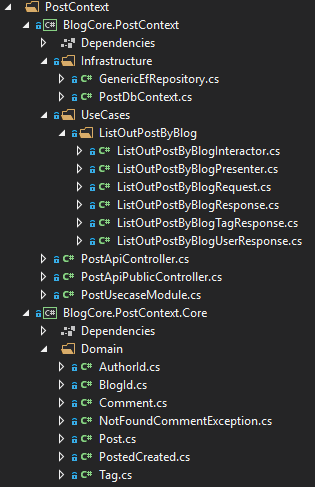 PostContext
BlogCore.PostContext
Dependencies
Infrastructure
GenericEfRepository.cs
PostDbContext.cs
UseCases
ListOutPostByBlog
ListOutPostByBlogInteractor.cs
ListOutPostByBlogPresenter.cs
ListOutPostByBlogRequest.cs
ListOutPostByBlogResponse.cs
ListOutPostByBlogTagResponse.cs
ListOutPostByBlogUserResponse.cs
PostApiController.cs
PostApiPublicController.cs
PostUsecaseModule.cs
BlogCore.PostContext.Core
Dependencies
Domain
AuthorId.cs
BlogId.cs
Comment.cs
NotFoundCommentException.cs
Post.cs
PostedCreated.cs
Tag.cs